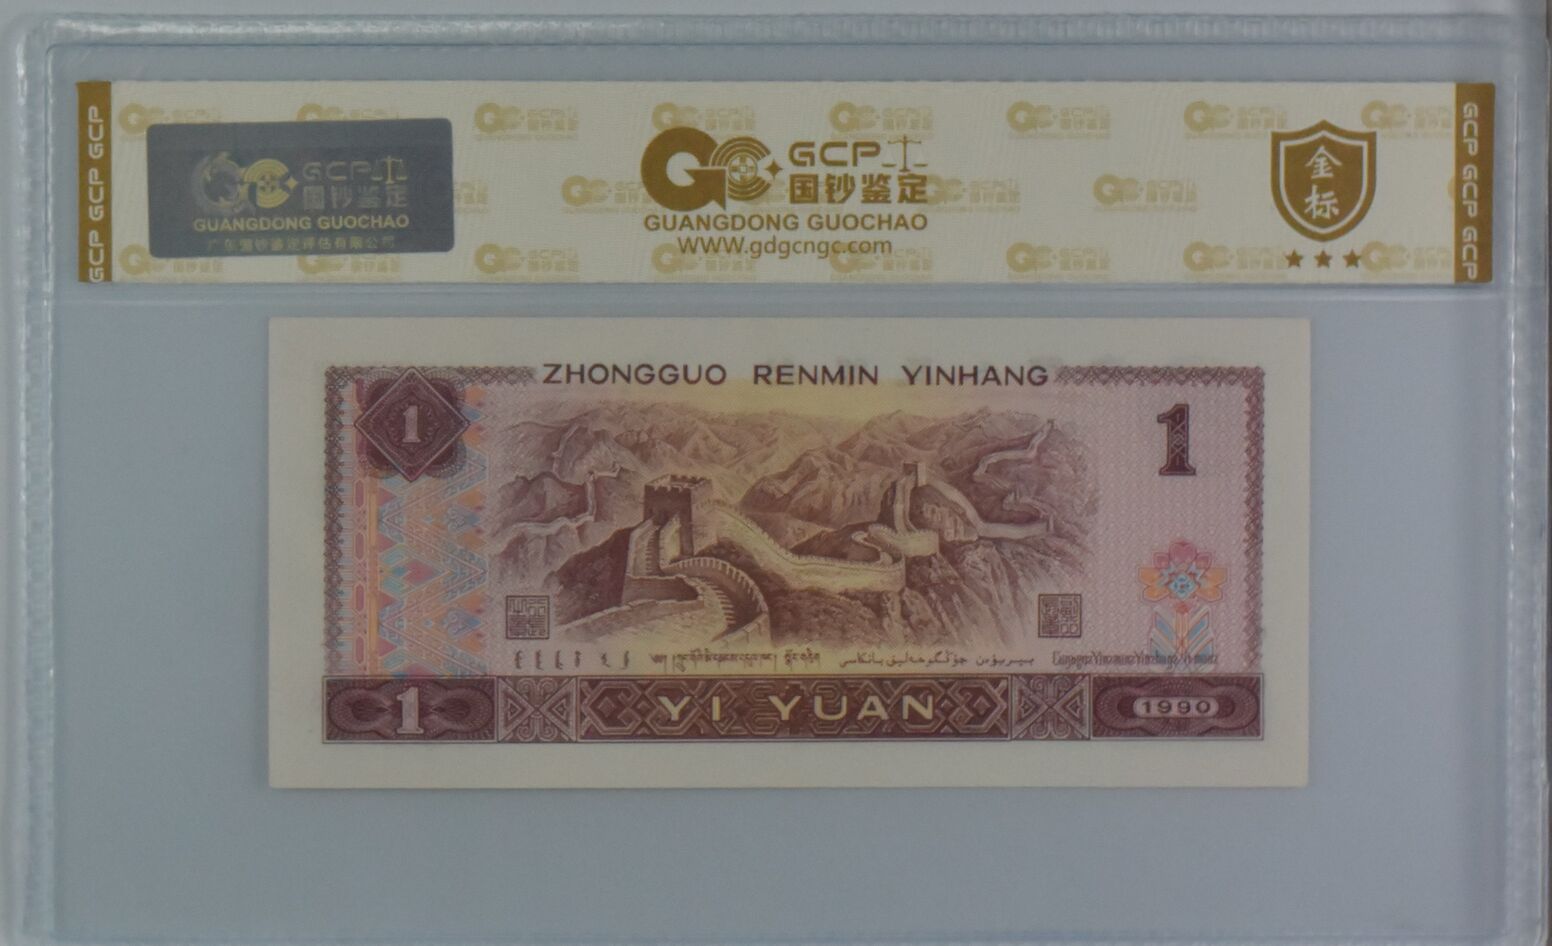 GCP GCP GCP
GCP
国钞鉴定
GUANGDONG GUOCHAO
广东国钞鉴定评估有限公司
GCP
国钞鉴定
GUANGDONG GUOCHAO
WWW.gdgcngc.com
金
标
GCP GCP GCP
ZHONGGUO RENMIN YINHANG
1
1
1
YI YUAN
1990